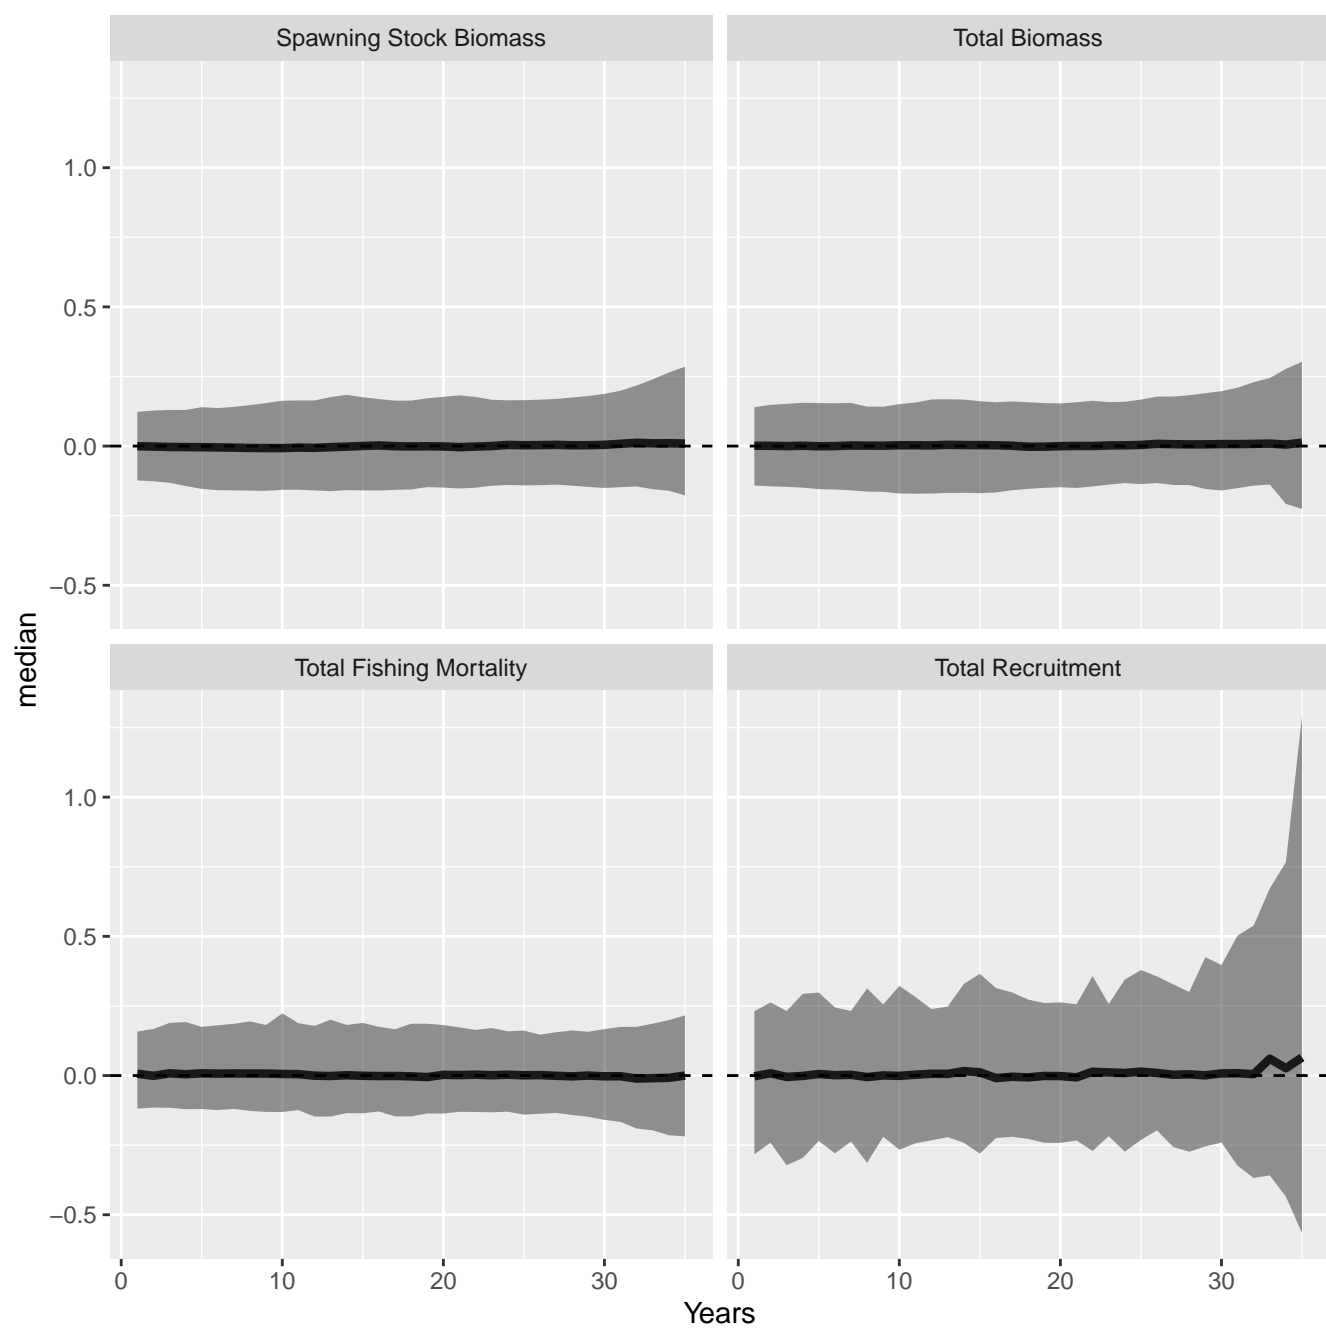 Spawning Stock Biomass
Total Biomass
1.0
0.5
0.0
−0.5
median
Total Fishing Mortality
Total Recruitment
1.0
0.5
0.0
−0.5
0 10 20 30
0 10 20 30
Years